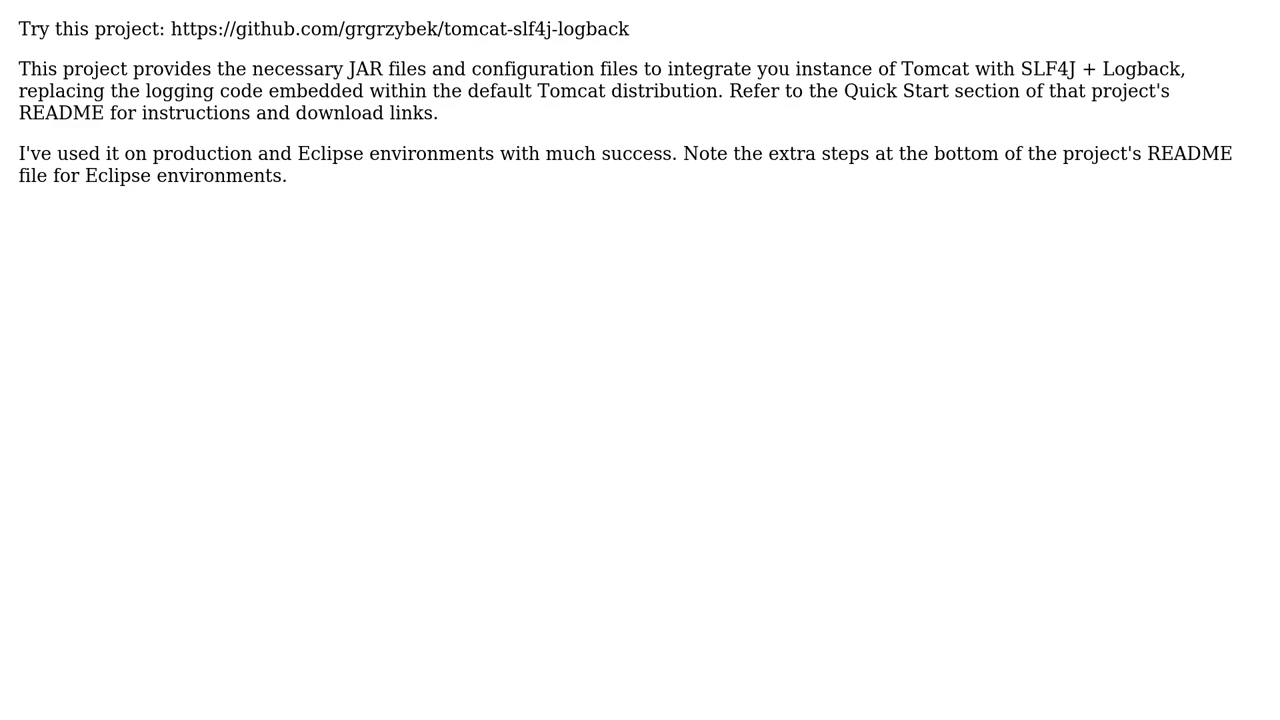 Try this project: https://github.com/grgrzybek/tomcat-slf4j-logback
This project provides the necessary JAR files and configuration files to integrate you instance of Tomcat with SLF4J + Logback,
replacing the logging code embedded within the default Tomcat distribution. Refer to the Quick Start section of that project's
README for instructions and download links.
I've used it on production and Eclipse environments with much success. Note the extra steps at the bottom of the project's README
file for Eclipse environments.